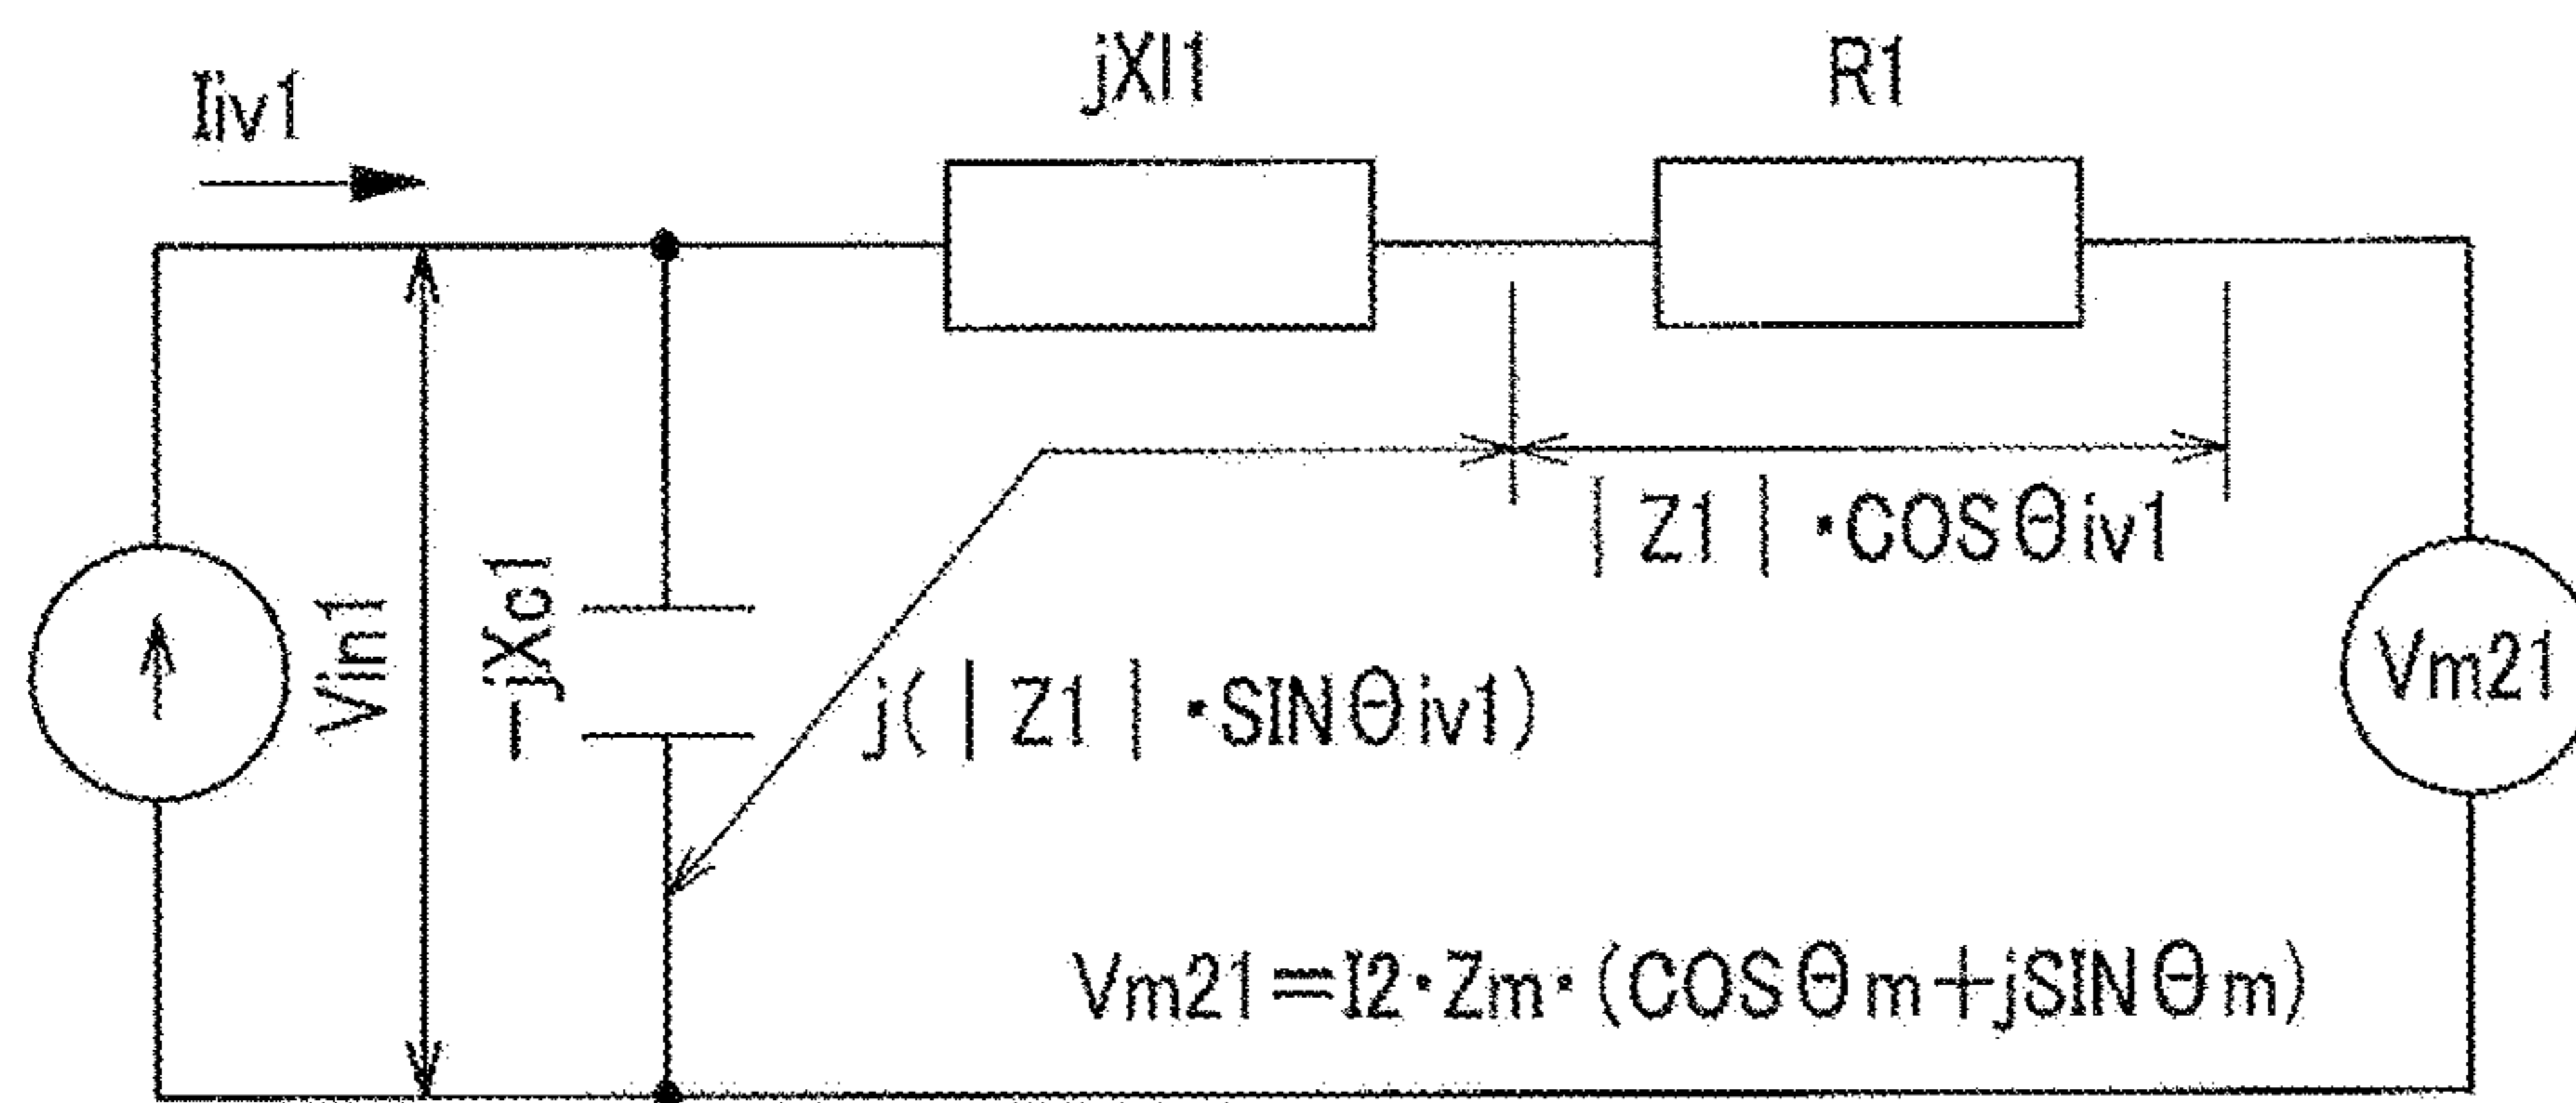 Iiv1
jXl1
R1
Vin1
-jXc1
|Z1|·COSθiv1
j(|Z1|·SINθiv1)
Vm21
Vm21=I2·Zm·(COSθm+jSINθm)